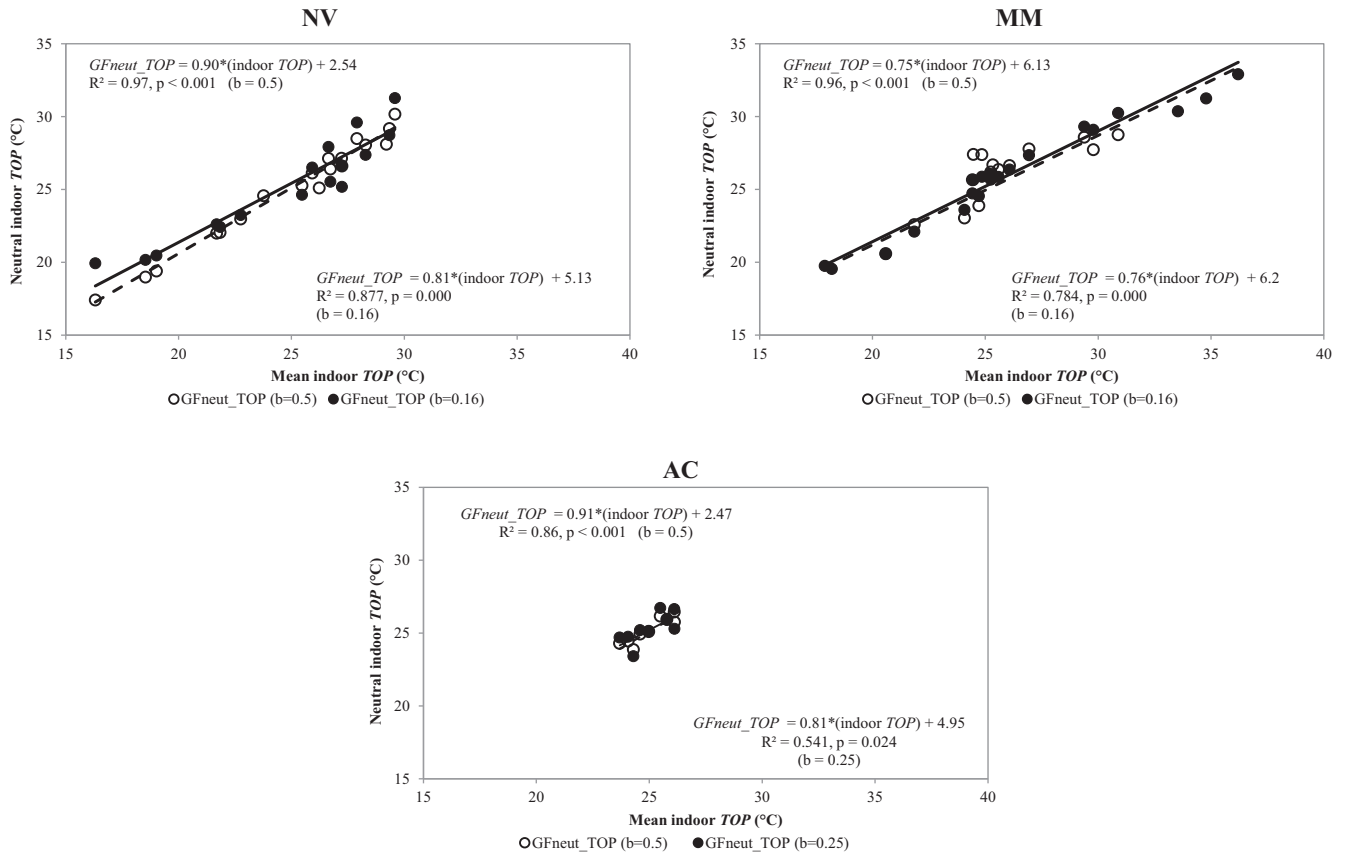 NV
GFneut_TOP = 0.90*(indoor TOP) + 2.54
R² = 0.97, p < 0.001 (b = 0.5)
GFneut_TOP = 0.81*(indoor TOP) + 5.13
R² = 0.877, p = 0.000
(b = 0.16)
Neutral indoor TOP (°C)
35
30
25
20
15
15 20 25 30 35 40
Mean indoor TOP (°C)
GFneut_TOP (b=0.5) GFneut_TOP (b=0.16)
MM
GFneut_TOP = 0.75*(indoor TOP) + 6.13
R² = 0.96, p < 0.001 (b = 0.5)
GFneut_TOP = 0.76*(indoor TOP) + 6.2
R² = 0.784, p = 0.000
(b = 0.16)
Neutral indoor TOP (°C)
35
30
25
20
15
15 20 25 30 35 40
Mean indoor TOP (°C)
GFneut_TOP (b=0.5) GFneut_TOP (b=0.16)
AC
GFneut_TOP = 0.91*(indoor TOP) + 2.47
R² = 0.86, p < 0.001 (b = 0.5)
GFneut_TOP = 0.81*(indoor TOP) + 4.95
R² = 0.541, p = 0.024
(b = 0.25)
Neutral indoor TOP (°C)
35
30
25
20
15
15 20 25 30 35 40
Mean indoor TOP (°C)
GFneut_TOP (b=0.5) GFneut_TOP (b=0.25)